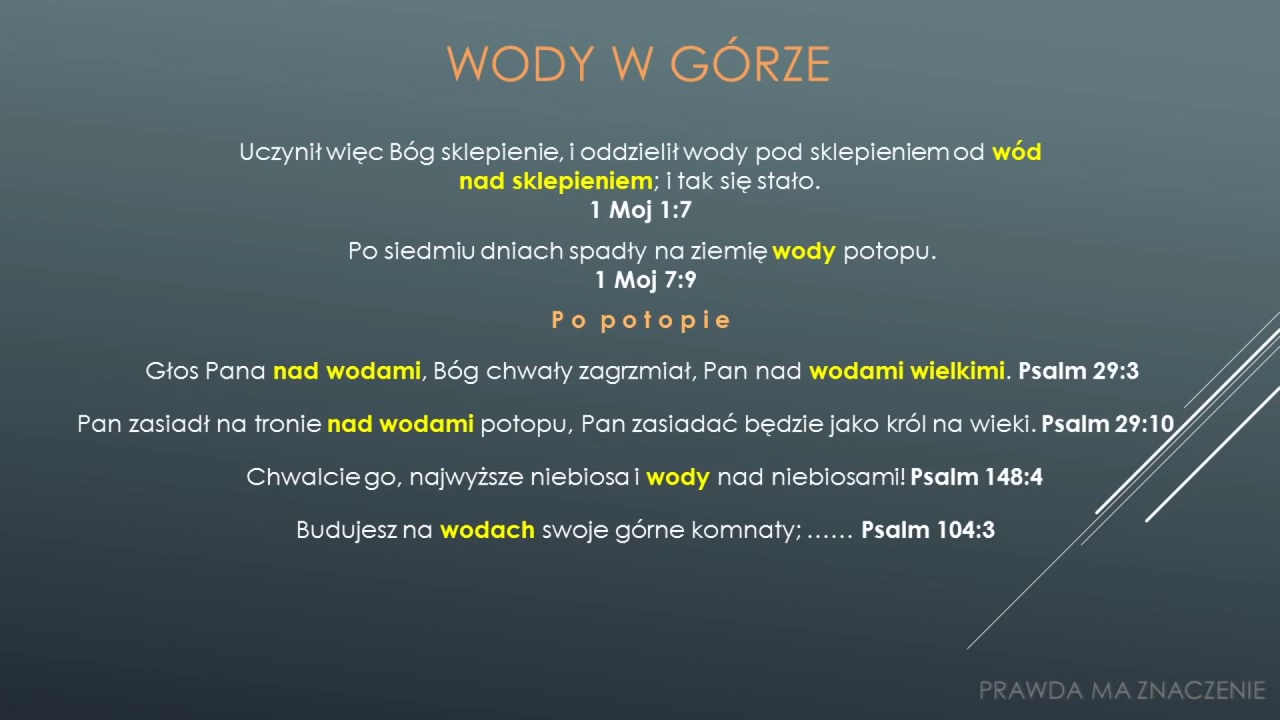 WODY W GÓRZE
Uczynił więc Bóg sklepienie, i oddzielił wody pod sklepieniem od wód
nad sklepieniem; i tak się stało.
1 Moj 1:7
Po siedmiu dniach spadły na ziemię wody potopu.
1 Moj 7:9
Po potopie
Głos Pana nad wodami, Bóg chwały zagrzmiał, Pan nad wodami wielkimi. Psalm 29:3
Pan zasiadł na tronie nad wodami potopu, Pan zasiadać będzie jako król na wieki. Psalm 29:10
Chwalcie go, najwyższe niebiosa i wody nad niebiosami! Psalm 148:4
Budujesz na wodach swoje górne komnaty; …… Psalm 104:3
PRAWDA MA ZNACZENIE